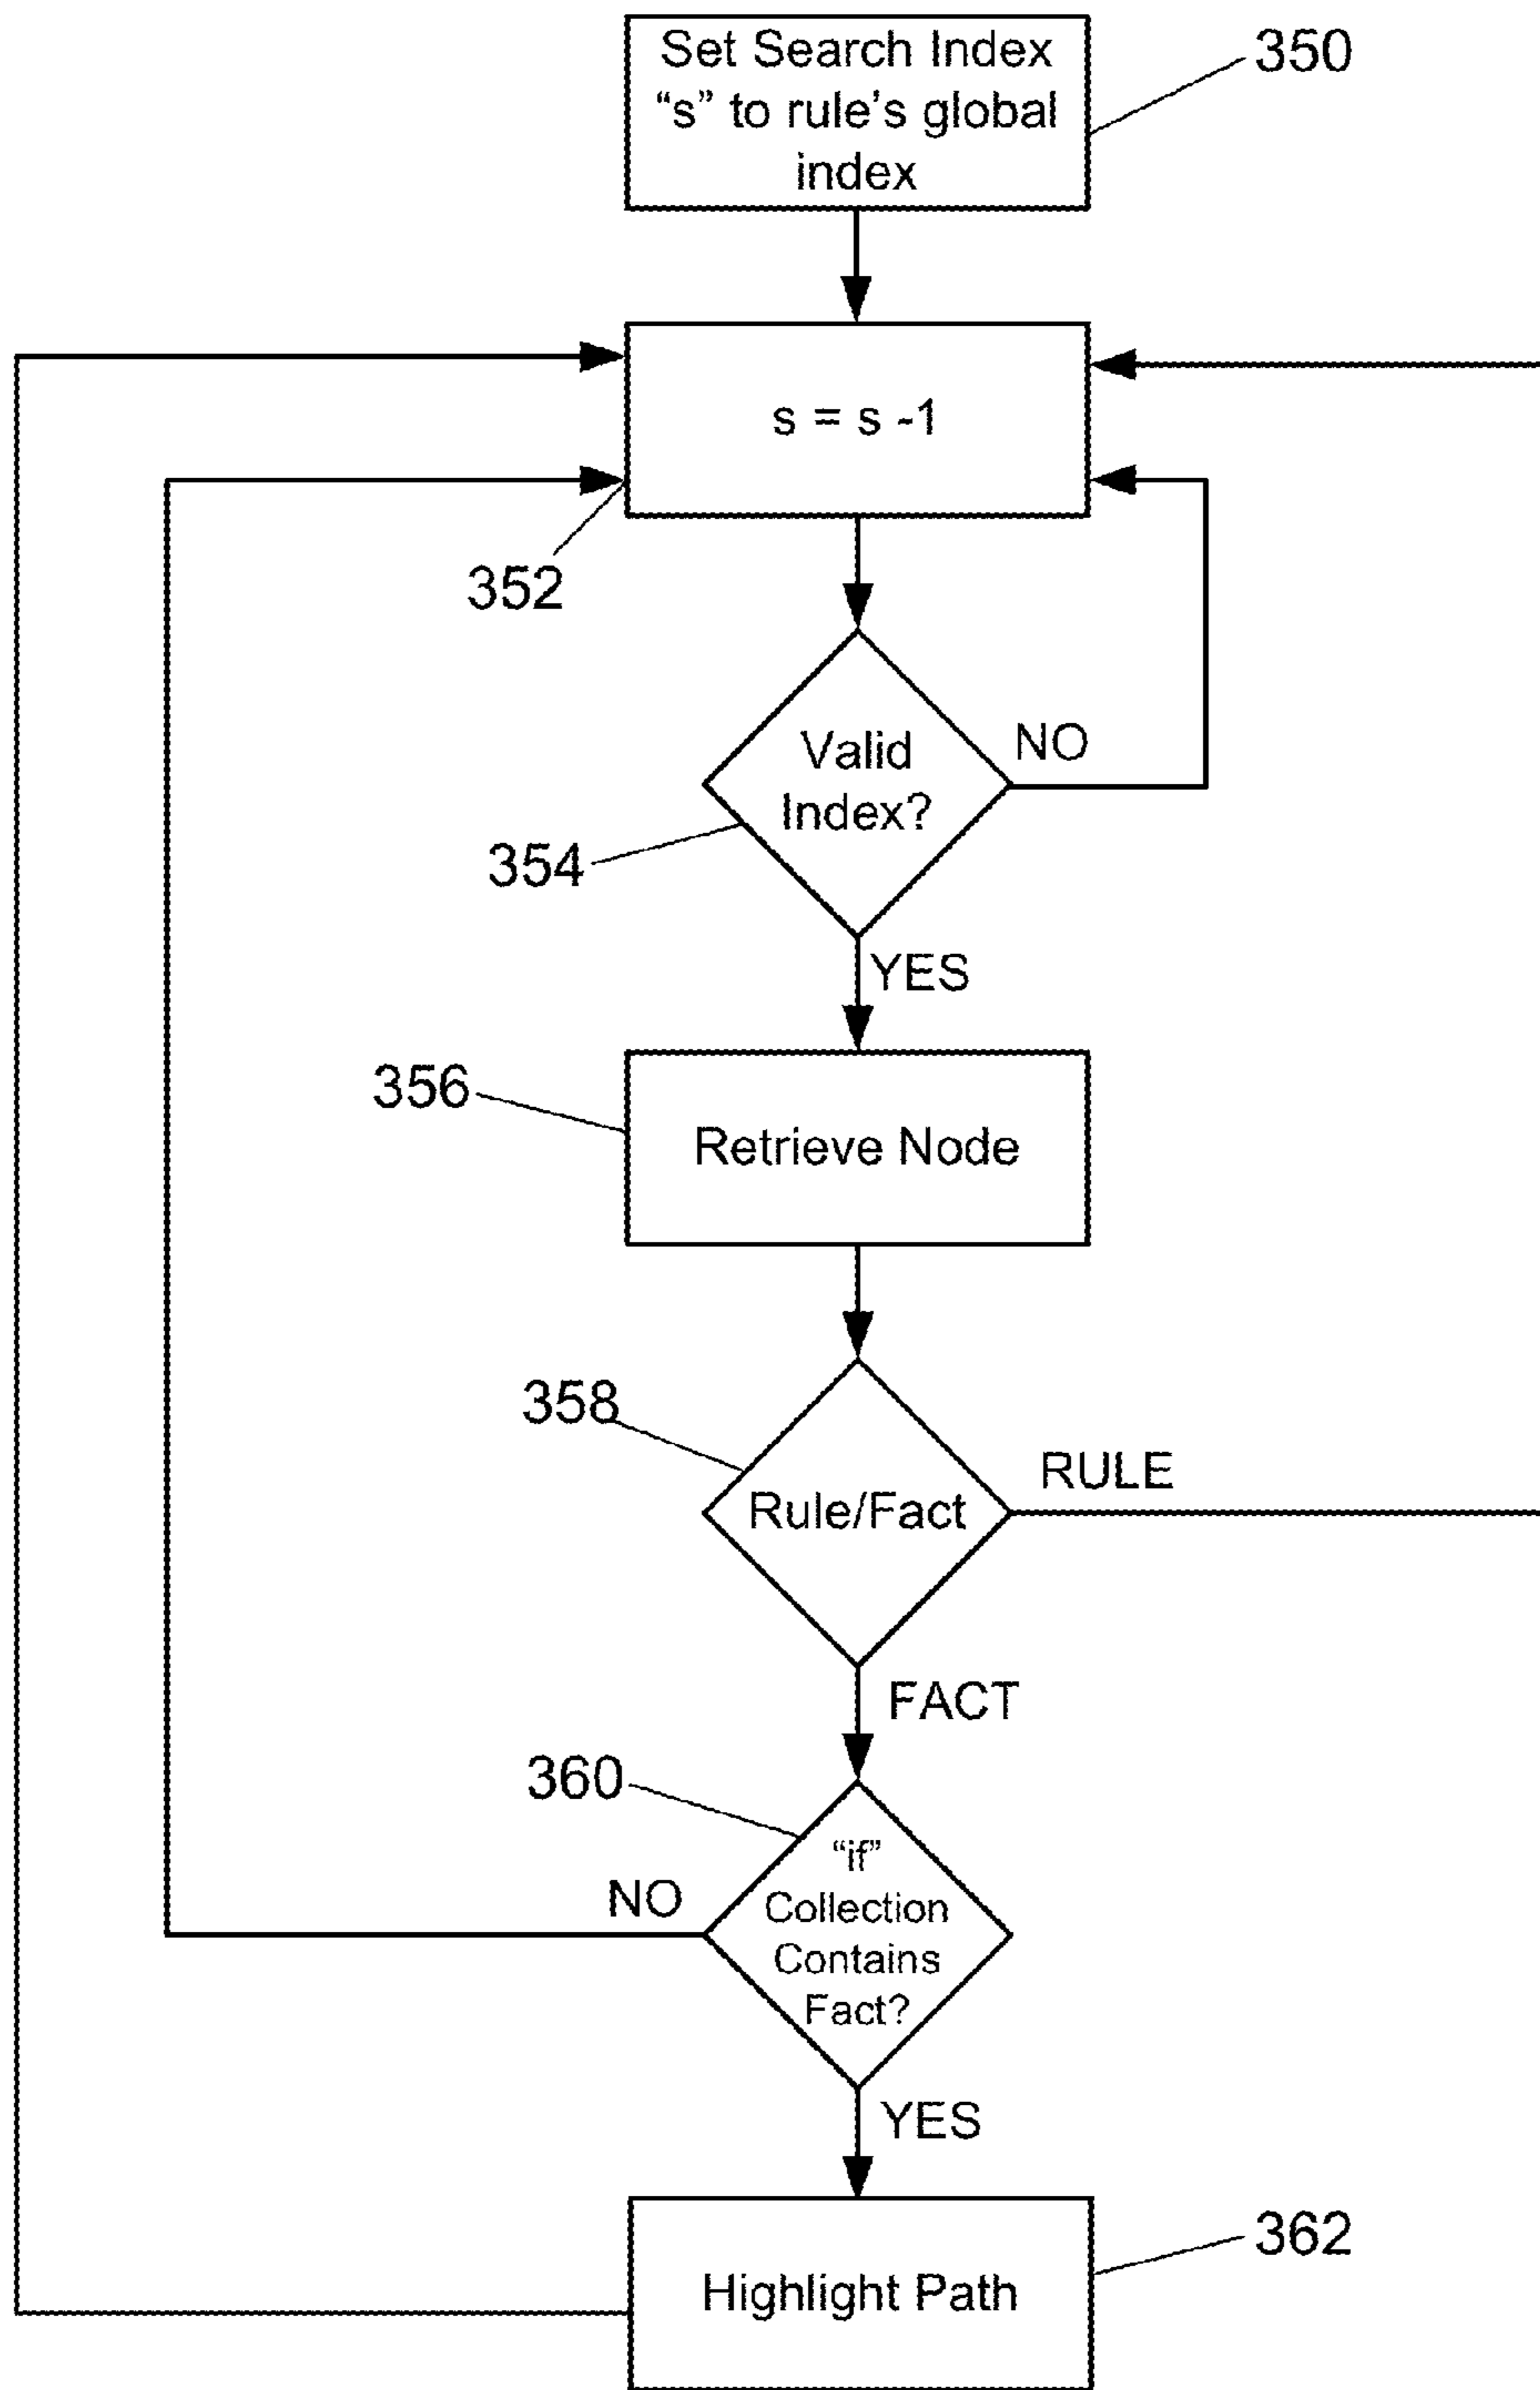 Set Search Index
“s” to rule’s global
index
350
s = s -1
352
Valid
Index?
NO
354
YES
356
Retrieve Node
358
Rule/Fact
RULE
FACT
360
“if”
Collection
Contains
Fact?
NO
YES
362
Highlight Path